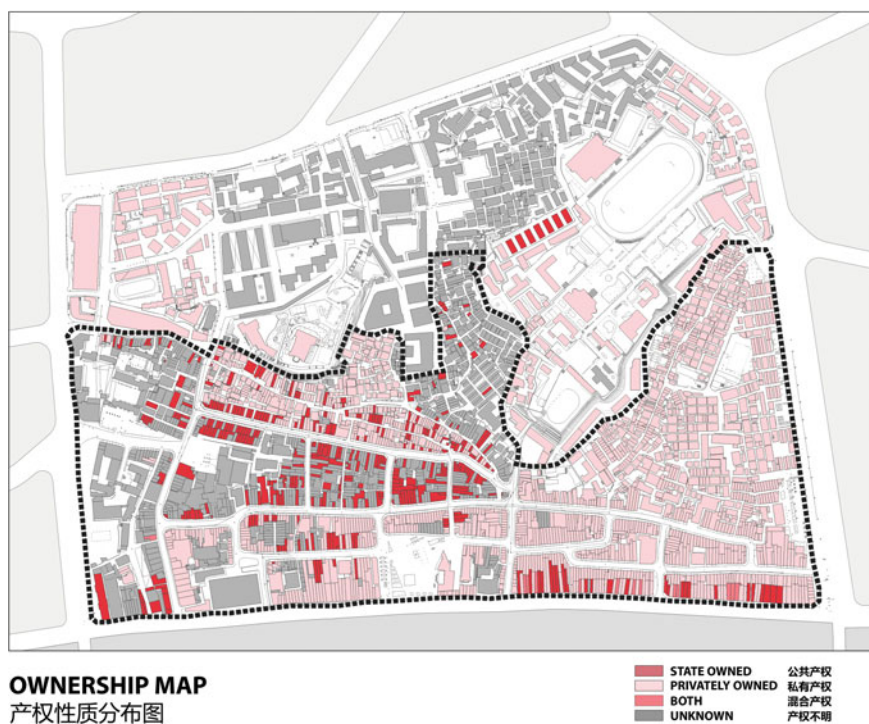 OWNERSHIP MAP
产权性质分布图
STATE OWNED 公共产权
PRIVATELY OWNED 私有产权
BOTH 混合产权
UNKNOWN 产权不明